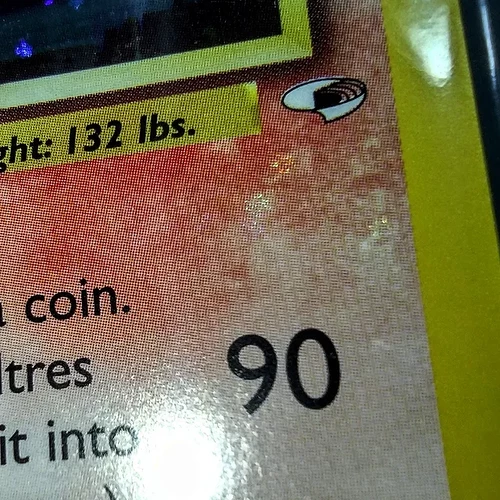 ght: 132 lbs.
a coin.
ltres
90
it into
)